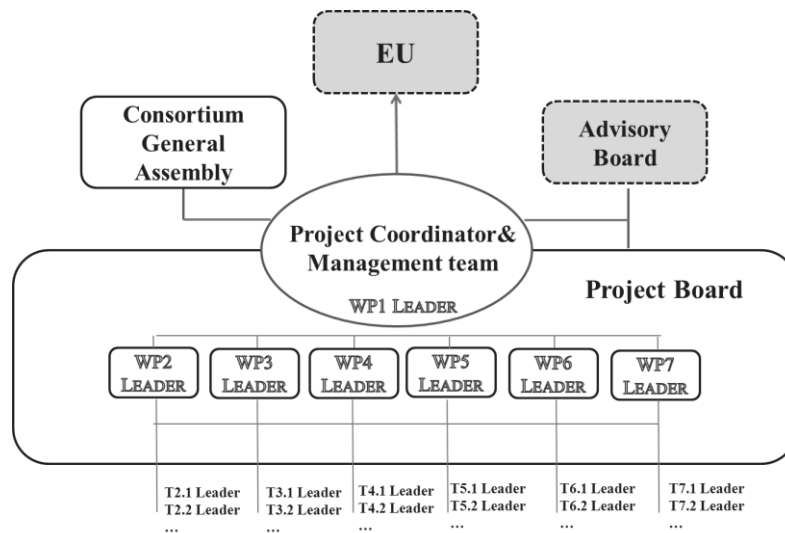 EU
Consortium
General
Assembly
Advisory
Board
Project Coordinator&
Management team
WP1 LEADER
Project Board
WP2
LEADER
WP3
LEADER
WP4
LEADER
WP5
LEADER
WP6
LEADER
WP7
LEADER
T2.1 Leader
T2.2 Leader
...
T3.1 Leader
T3.2 Leader
...
T4.1 Leader
T4.2 Leader
...
T5.1 Leader
T5.2 Leader
...
T6.1 Leader
T6.2 Leader
...
T7.1 Leader
T7.2 Leader
...